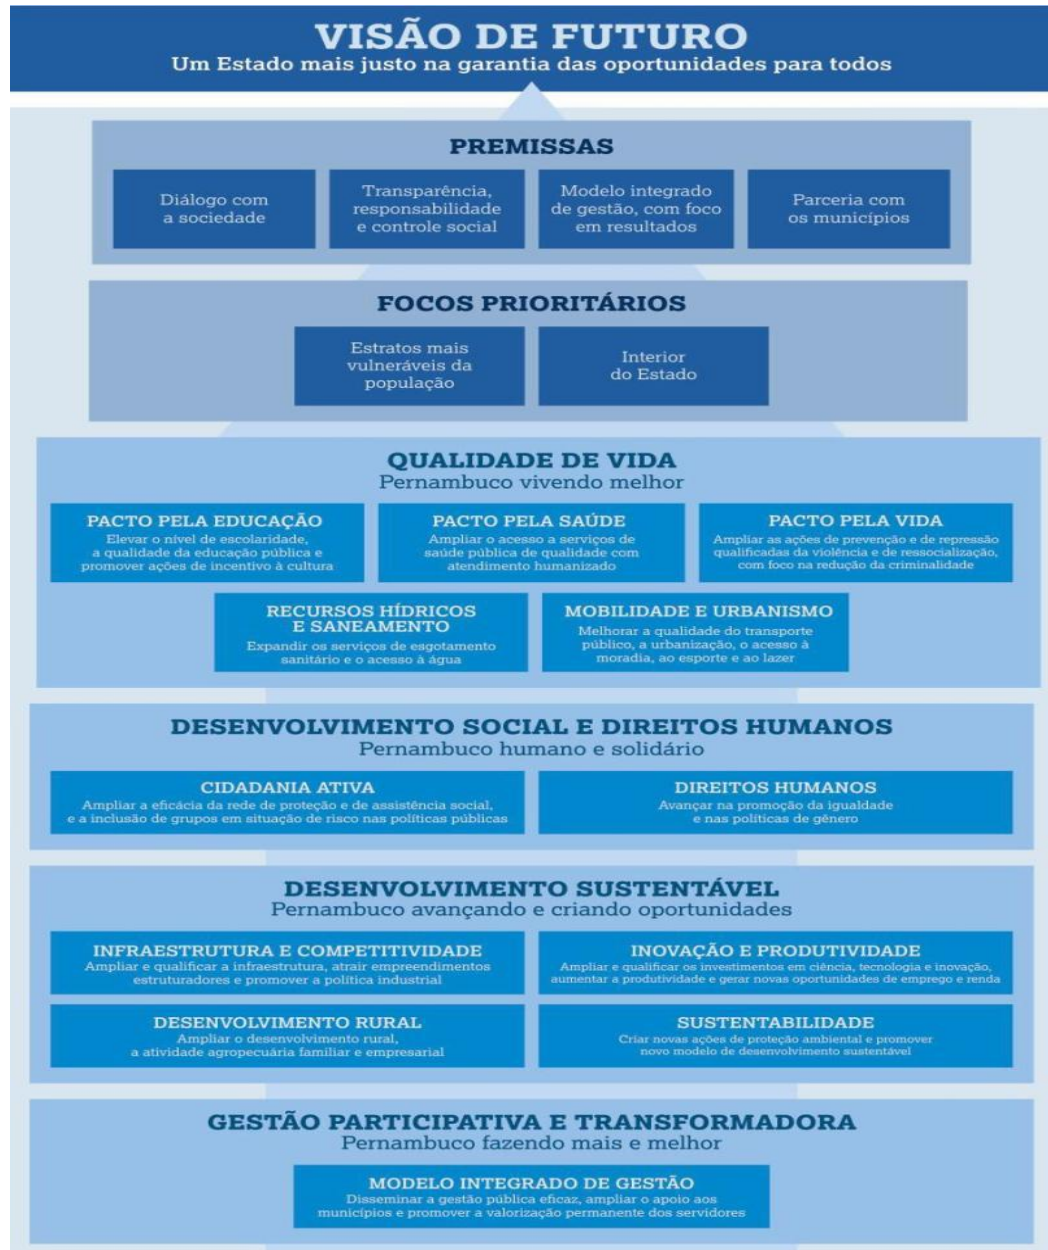 VISÃO DE FUTURO
Um Estado mais justo na garantia das oportunidades para todos
PREMISSAS
Diálogo com
a sociedade
Transparência,
responsabilidade
e controle social
Modelo integrado
de gestão, com foco
em resultados
Parceria com
os municípios
FOCOS PRIORITÁRIOS
Estratos mais
vulneráveis da
população
Interior
do Estado
QUALIDADE DE VIDA
Pernambuco vivendo melhor
PACTO PELA EDUCAÇÃO
Elevar o nível de escolaridade,
a qualidade da educação pública e
promover ações de incentivo à cultura
PACTO PELA SAÚDE
Ampliar o acesso a serviços de
saúde pública de qualidade com
atendimento humanizado
PACTO PELA VIDA
Ampliar as ações de prevenção e de repressão
qualificadas da violência e de ressocialização,
com foco na redução da criminalidade
RECURSOS HÍDRICOS
E SANEAMENTO
Expandir os serviços de esgotamento
sanitário e o acesso à água
MOBILIDADE E URBANISMO
Melhorar a qualidade do transporte
público, a urbanização, o acesso à
moradia, ao esporte e ao lazer
DESENVOLVIMENTO SOCIAL E DIREITOS HUMANOS
Pernambuco humano e solidário
CIDADANIA ATIVA
Ampliar a eficácia da rede de proteção e de assistência social,
e a inclusão de grupos em situação de risco nas políticas públicas
DIREITOS HUMANOS
Avançar na promoção da igualdade
e nas políticas de gênero
DESENVOLVIMENTO SUSTENTÁVEL
Pernambuco avançando e criando oportunidades
INFRAESTRUTURA E COMPETITIVIDADE
Ampliar e qualificar a infraestrutura, atrair empreendimentos
estruturadores e promover a política industrial
INOVAÇÃO E PRODUTIVIDADE
Ampliar e qualificar os investimentos em ciência, tecnologia e inovação,
aumentar a produtividade e gerar novas oportunidades de emprego e renda
DESENVOLVIMENTO RURAL
Ampliar o desenvolvimento rural,
a atividade agropecuária familiar e empresarial
SUSTENTABILIDADE
Criar novas ações de proteção ambiental e promover
novo modelo de desenvolvimento sustentável
GESTÃO PARTICIPATIVA E TRANSFORMADORA
Pernambuco fazendo mais e melhor
MODELO INTEGRADO DE GESTÃO
Disseminar a gestão pública eficaz, ampliar o apoio aos
municípios e promover a valorização permanente dos servidores